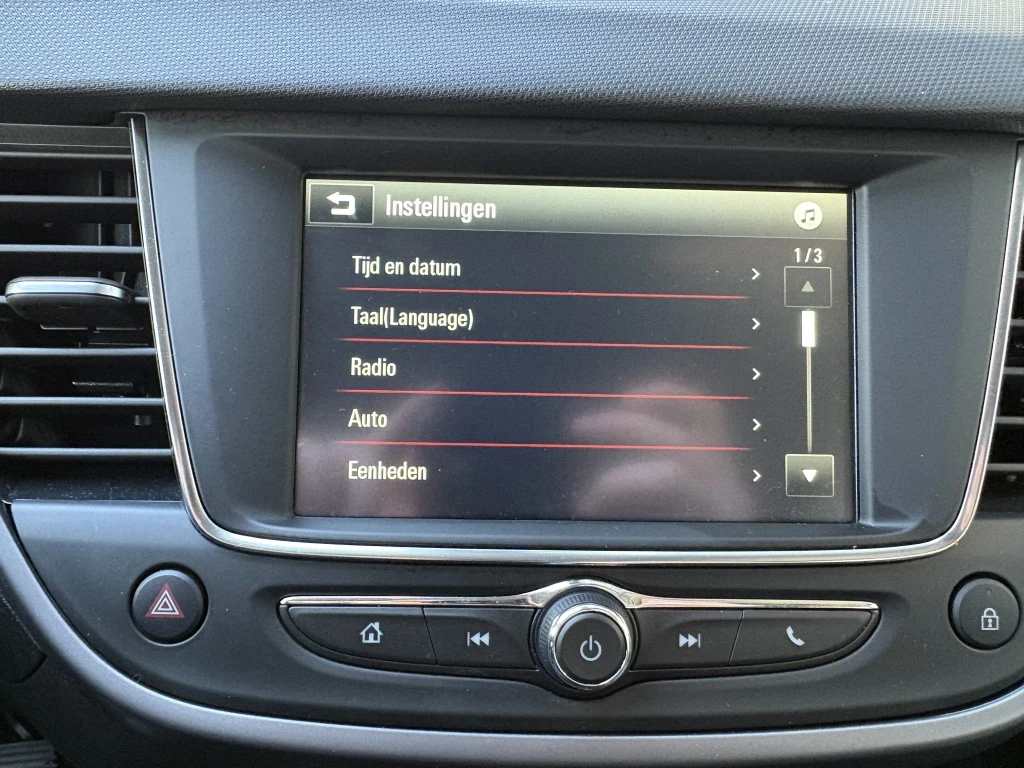 Instellingen
1/3
Tijd en datum
Taal(Language)
Radio
Auto
Eenheden